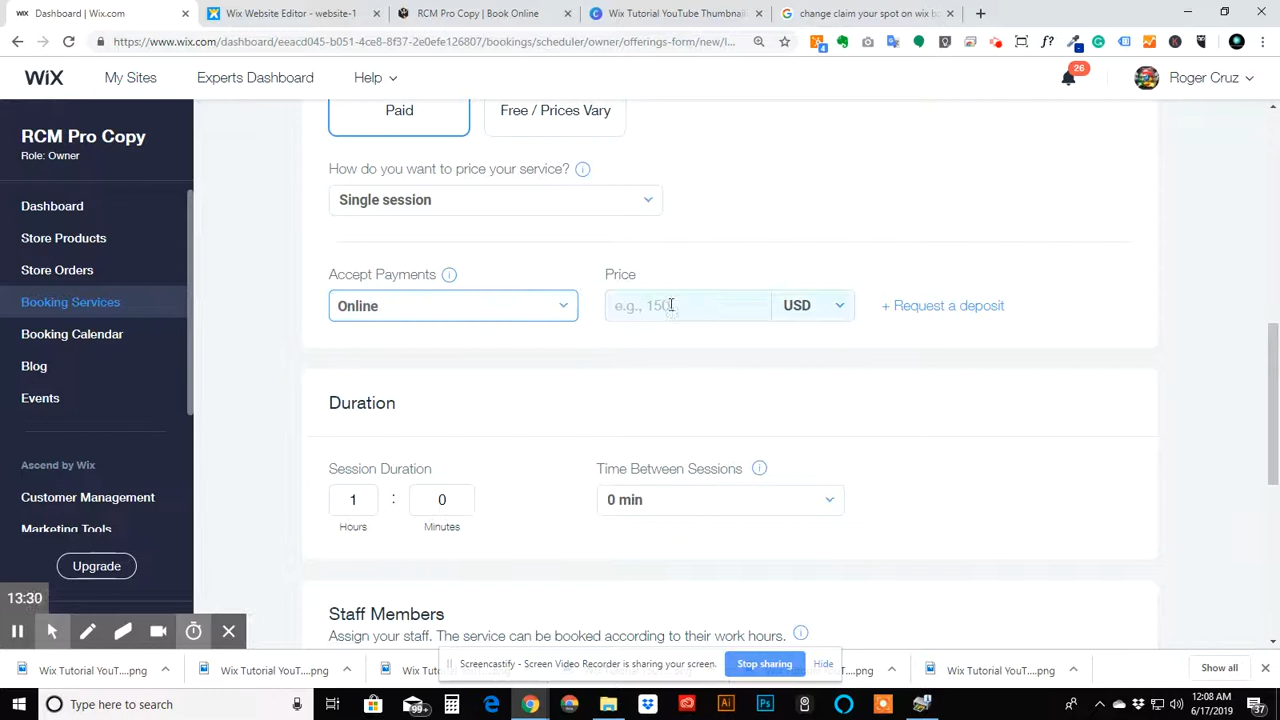 Dashboard | Wix.com
Wix Website Editor - website-1
RCM Pro Copy | Book Online
Wix Tutorial YouTube Thumbnail
change claim your spot on wix b
https://www.wix.com/dashboard/eeacd045-b051-4ce8-8f37-2e0efe126807/bookings/scheduler/owner/offerings-form/new/l...
WiX
My Sites
Experts Dashboard
Help
26
Roger Cruz
RCM Pro Copy
Role: Owner
Dashboard
Store Products
Store Orders
Booking Services
Booking Calendar
Blog
Events
Ascend by Wix
Customer Management
Marketing Tools
Upgrade
Paid
Free / Prices Vary
How do you want to price your service?
Single session
Accept Payments
Price
Online
e.g., 150
USD
+ Request a deposit
Duration
Session Duration
Time Between Sessions
1 : 0
0 min
Hours
Minutes
Staff Members
Assign your staff. The service can be booked according to their work hours.
13:30
Screencastify - Screen Video Recorder is sharing your screen.
Stop sharing
Hide
Wix Tutorial YouT....png
Wix Tutorial YouT....png
Wix Tutorial YouT....png
Show all
Type here to search
99+
12:08 AM
6/17/2019
37